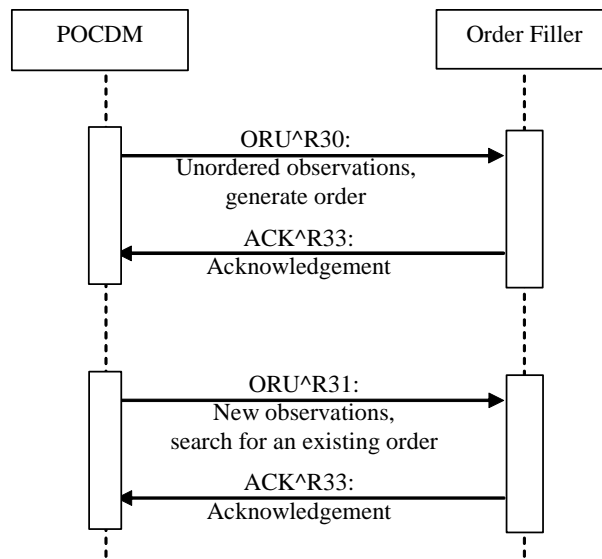 POCDM
Order Filler
ORU^R30:
Unordered observations,
generate order
ACK^R33:
Acknowledgement
ORU^R31:
New observations,
search for an existing order
ACK^R33:
Acknowledgement